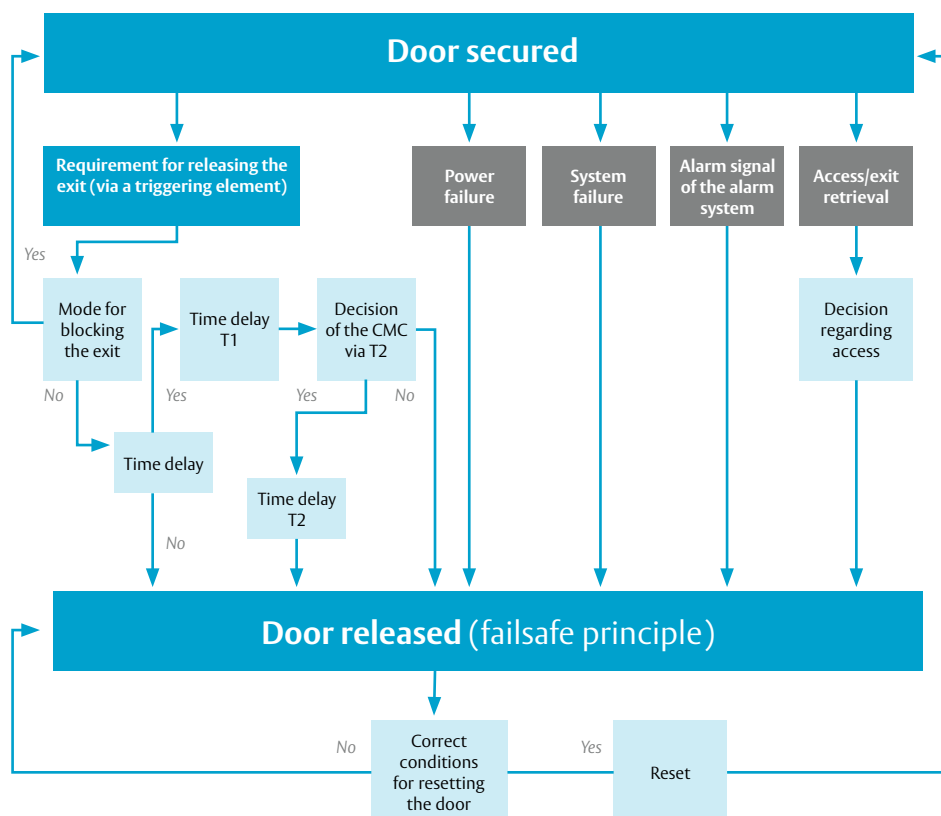 Door secured
Requirement for releasing the
exit (via a triggering element)
Power
failure
System
failure
Alarm signal
of the alarm
system
Access/exit
retrieval
Yes
Mode for
blocking
the exit
Time delay
T1
Decision
of the CMC
via T2
Decision
regarding
access
No
Yes
Yes
No
Time delay
Time delay
T2
No
Door released (failsafe principle)
No
Correct
conditions
for resetting
the door
Yes
Reset